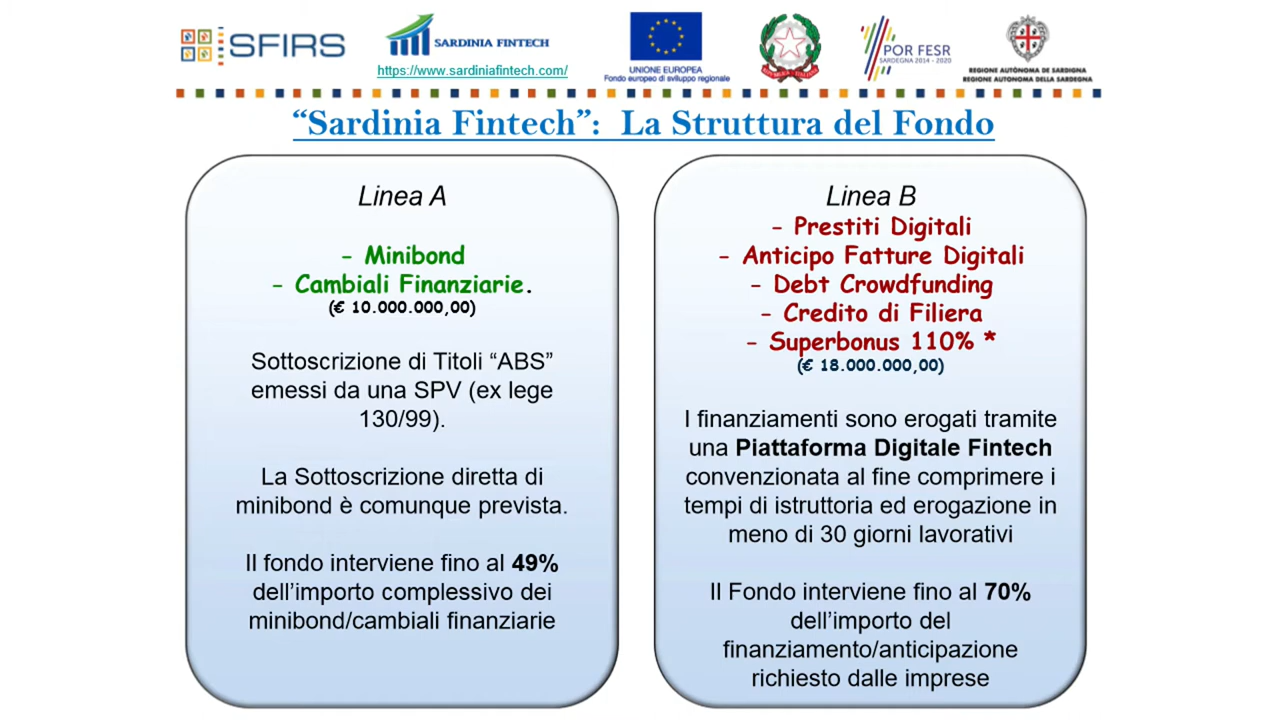 SFIRS
SARDINIA FINTECH
https://www.sardiniafintech.com/
UNIONE EUROPEA
Fondo europeo di sviluppo regionale
POR FESR
SARDEGNA 2014 - 2020
REGIONE AUTÒNOMA DE SARDIGNA
REGIONE AUTONOMA DELLA SARDEGNA
“Sardinia Fintech”: La Struttura del Fondo
Linea A
- Minibond
- Cambiali Finanziarie.
(€ 10.000.000,00)
Sottoscrizione di Titoli “ABS”
emessi da una SPV (ex lege
130/99).
La Sottoscrizione diretta di
minibond è comunque prevista.
Il fondo interviene fino al 49%
dell’importo complessivo dei
minibond/cambiali finanziarie
Linea B
- Prestiti Digitali
- Anticipo Fatture Digitali
- Debt Crowdfunding
- Credito di Filiera
- Superbonus 110% *
(€ 18.000.000,00)
I finanziamenti sono erogati tramite
una Piattaforma Digitale Fintech
convenzionata al fine comprimere i
tempi di istruttoria ed erogazione in
meno di 30 giorni lavorativi
Il Fondo interviene fino al 70%
dell’importo del
finanziamento/anticipazione
richiesto dalle imprese